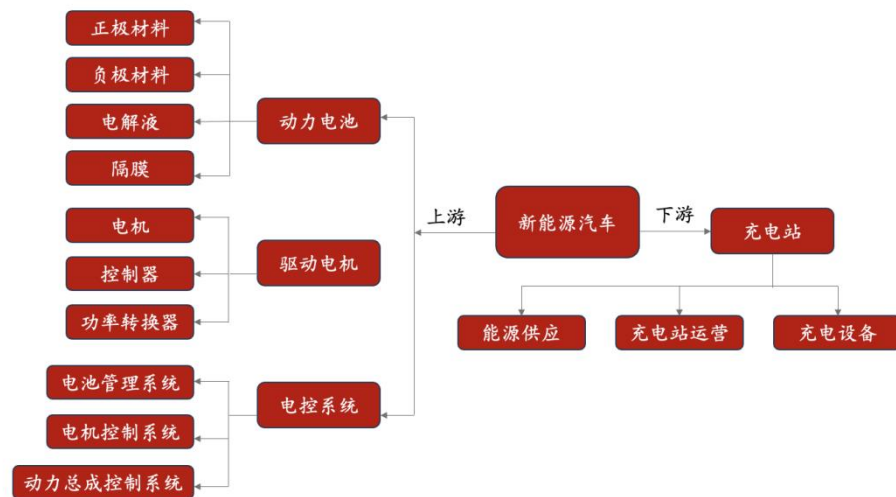 正极材料
负极材料
电解液
隔膜
动力电池
电机
控制器
功率转换器
驱动电机
电池管理系统
电机控制系统
动力总成控制系统
电控系统
上游
新能源汽车
下游
充电站
能源供应
充电站运营
充电设备